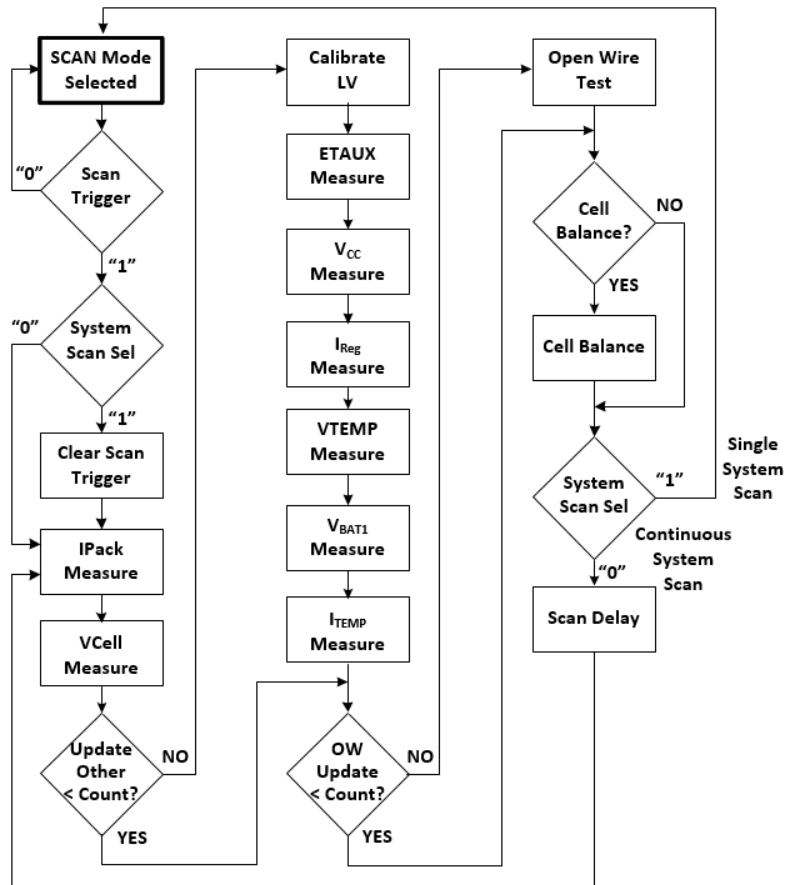 SCAN Mode
Selected
"0"
Scan
Trigger
"1"
"0"
System
Scan Sel
"1"
Clear Scan
Trigger
IPack
Measure
VCell
Measure
Update
Other
< Count?
NO
YES
Calibrate
LV
ETAUX
Measure
VCC
Measure
IReg
Measure
VTEMP
Measure
VBAT1
Measure
ITEMP
Measure
OW
Update
< Count?
NO
YES
Open Wire
Test
Cell
Balance?
NO
YES
Cell Balance
System
Scan Sel
"1"
Single
System
Scan
Continuous
System
Scan
"0"
Scan Delay